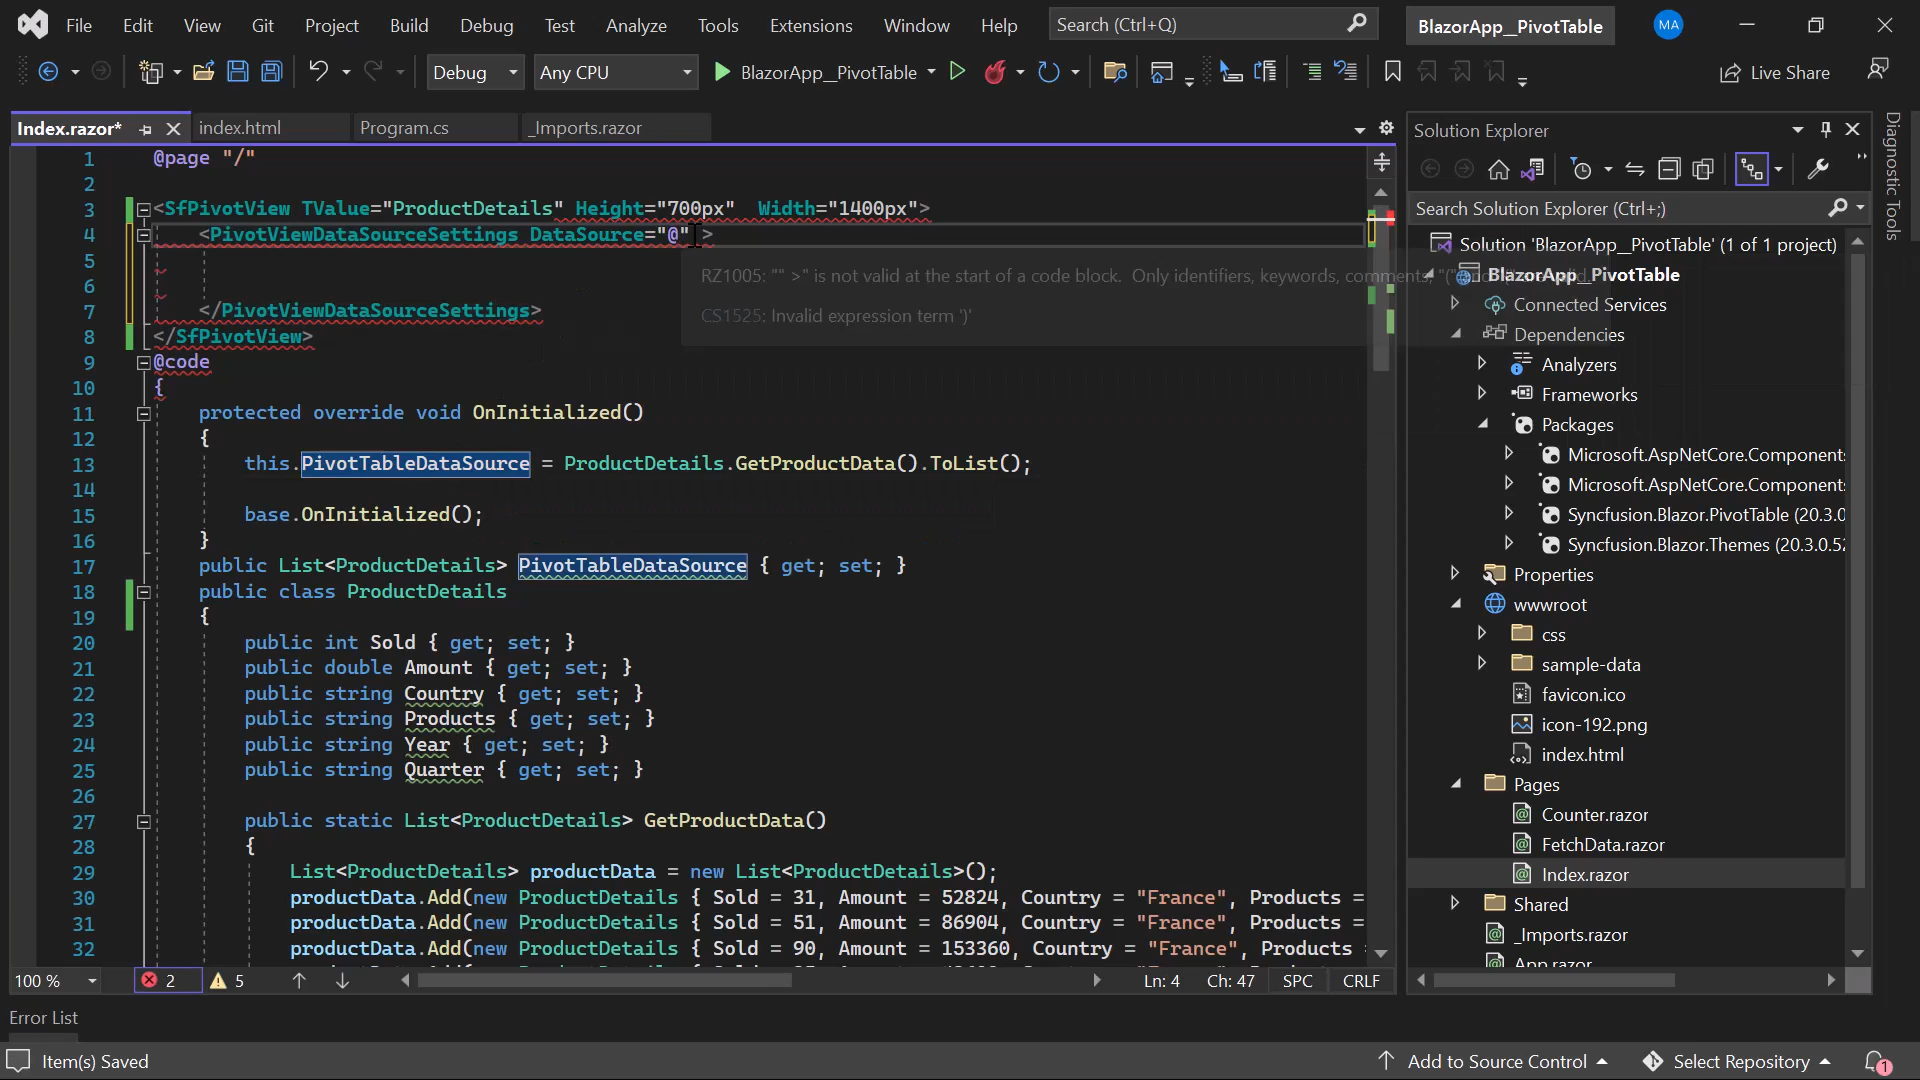 File Edit View Git Project Build Debug Test Analyze Tools Extensions Window Help Search (Ctrl+Q) BlazorApp__PivotTable MA
Debug Any CPU BlazorApp__PivotTable Live Share
Index.razor* index.html Program.cs _Imports.razor
1 @page "/"
2
3 <SfPivotView TValue="ProductDetails" Height="700px"  Width="1400px">
4 <PivotViewDataSourceSettings DataSource="@" >
5
6
7 </PivotViewDataSourceSettings>
8 </SfPivotView>
9 @code
10 {
11 protected override void OnInitialized()
12 {
13 this.PivotTableDataSource = ProductDetails.GetProductData().ToList();
14
15 base.OnInitialized();
16 }
17 public List<ProductDetails> PivotTableDataSource { get; set; }
18 public class ProductDetails
19 {
20 public int Sold { get; set; }
21 public double Amount { get; set; }
22 public string Country { get; set; }
23 public string Products { get; set; }
24 public string Year { get; set; }
25 public string Quarter { get; set; }
26
27 public static List<ProductDetails> GetProductData()
28 {
29 List<ProductDetails> productData = new List<ProductDetails>();
30 productData.Add(new ProductDetails { Sold = 31, Amount = 52824, Country = "France", Products =
31 productData.Add(new ProductDetails { Sold = 51, Amount = 86904, Country = "France", Products =
32 productData.Add(new ProductDetails { Sold = 90, Amount = 153360, Country = "France", Products =
RZ1005: "" >" is not valid at the start of a code block.  Only identifiers, keywords, comments,
CS1525: Invalid expression term ')'
100 % 2 5 Ln: 4 Ch: 47 SPC CRLF
Solution Explorer
Search Solution Explorer (Ctrl+;)
Solution 'BlazorApp__PivotTable' (1 of 1 project)
BlazorApp__PivotTable
Connected Services
Dependencies
Analyzers
Frameworks
Packages
Microsoft.AspNetCore.Components
Microsoft.AspNetCore.Components
Syncfusion.Blazor.PivotTable (20.3.0
Syncfusion.Blazor.Themes (20.3.0.52
Properties
wwwroot
css
sample-data
favicon.ico
icon-192.png
index.html
Pages
Counter.razor
FetchData.razor
Index.razor
Shared
_Imports.razor
App.razor
Diagnostic Tools
Error List
Item(s) Saved Add to Source Control Select Repository 1